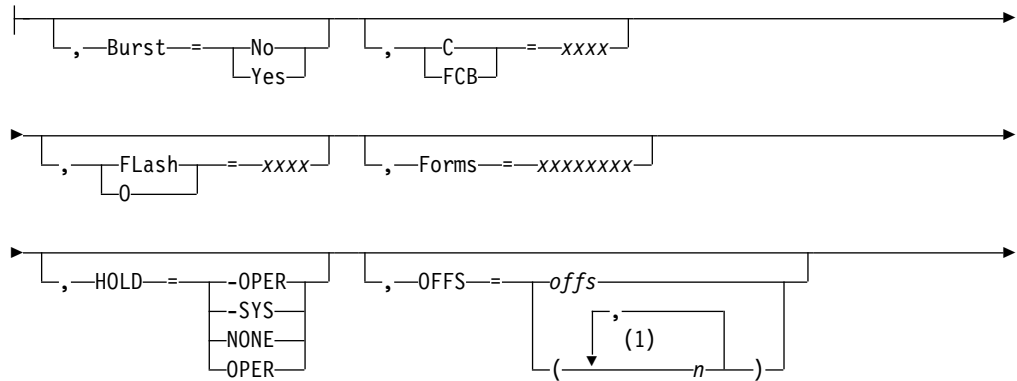 , Burst = No , C = xxxx
Yes FCB
, FLash = xxxx , Forms = xxxxxxxx
O
, HOLD = -OPER , OFFS = offs
-SYS ,
NONE (1)
OPER ( n )